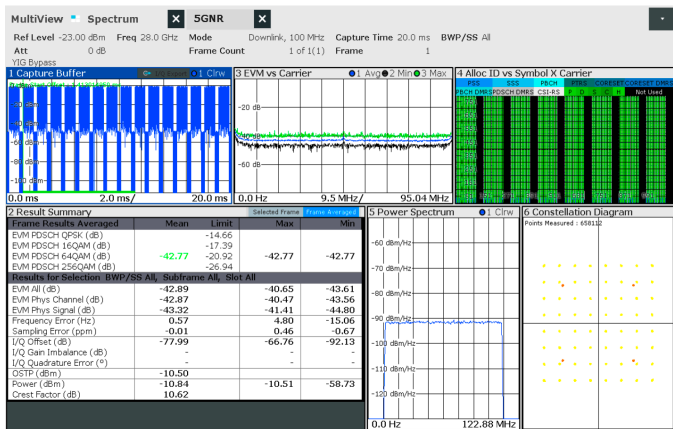 MultiView Spectrum X 5GNR X
Ref Level -23.00 dBm Freq 28.0 GHz Mode Downlink, 100 MHz Capture Time 20.0 ms BWP/SS All
Att 0 dB Frame Count 1 of 1(1) Frame 1
YIG Bypass
1 Capture Buffer 1 Clrw
-60 dBm
-80 dBm
-100 dBm
0.0 ms 2.0 ms/ 20.0 ms
3 EVM vs Carrier 1 Avg 2 Min 3 Max
-20 dB
-40 dB
-60 dB
0.0 Hz 9.5 MHz/ 95.04 MHz
4 Alloc ID vs Symbol X Carrier
PSS SSS PBCH PTRS CORESET CORESET DMRS
PBCH DMRS PDSCH DMRS CSI-RS P D S C H Not Used
2 Result Summary Selected Frame Frame Averaged
Frame Results Averaged Mean Limit Max Min
EVM PDSCH QPSK (dB) -14.66
EVM PDSCH 16QAM (dB) -17.39
EVM PDSCH 64QAM (dB) -42.77 -20.92 -42.77 -42.77
EVM PDSCH 256QAM (dB) -26.94
Results for Selection BWP/SS All, Subframe All, Slot All
EVM All (dB) -42.89 -40.65 -43.61
EVM Phys Channel (dB) -42.87 -40.47 -43.56
EVM Phys Signal (dB) -43.32 -41.41 -44.80
Frequency Error (Hz) 0.57 4.80 -15.06
Sampling Error (ppm) -0.01 0.46 -0.67
I/Q Offset (dB) -77.99 -66.76 -92.13
I/Q Gain Imbalance (dB) - - -
I/Q Quadrature Error (°) - - -
OSTP (dBm) -10.50
Power (dBm) -10.84 -10.51 -58.73
Crest Factor (dB) 10.62
5 Power Spectrum 1 Clrw
-60 dBm/Hz
-70 dBm/Hz
-80 dBm/Hz
-90 dBm/Hz
-100 dBm/Hz
-110 dBm/Hz
-120 dBm/Hz
0.0 Hz 122.88 MHz
6 Constellation Diagram
Points Measured : 658112